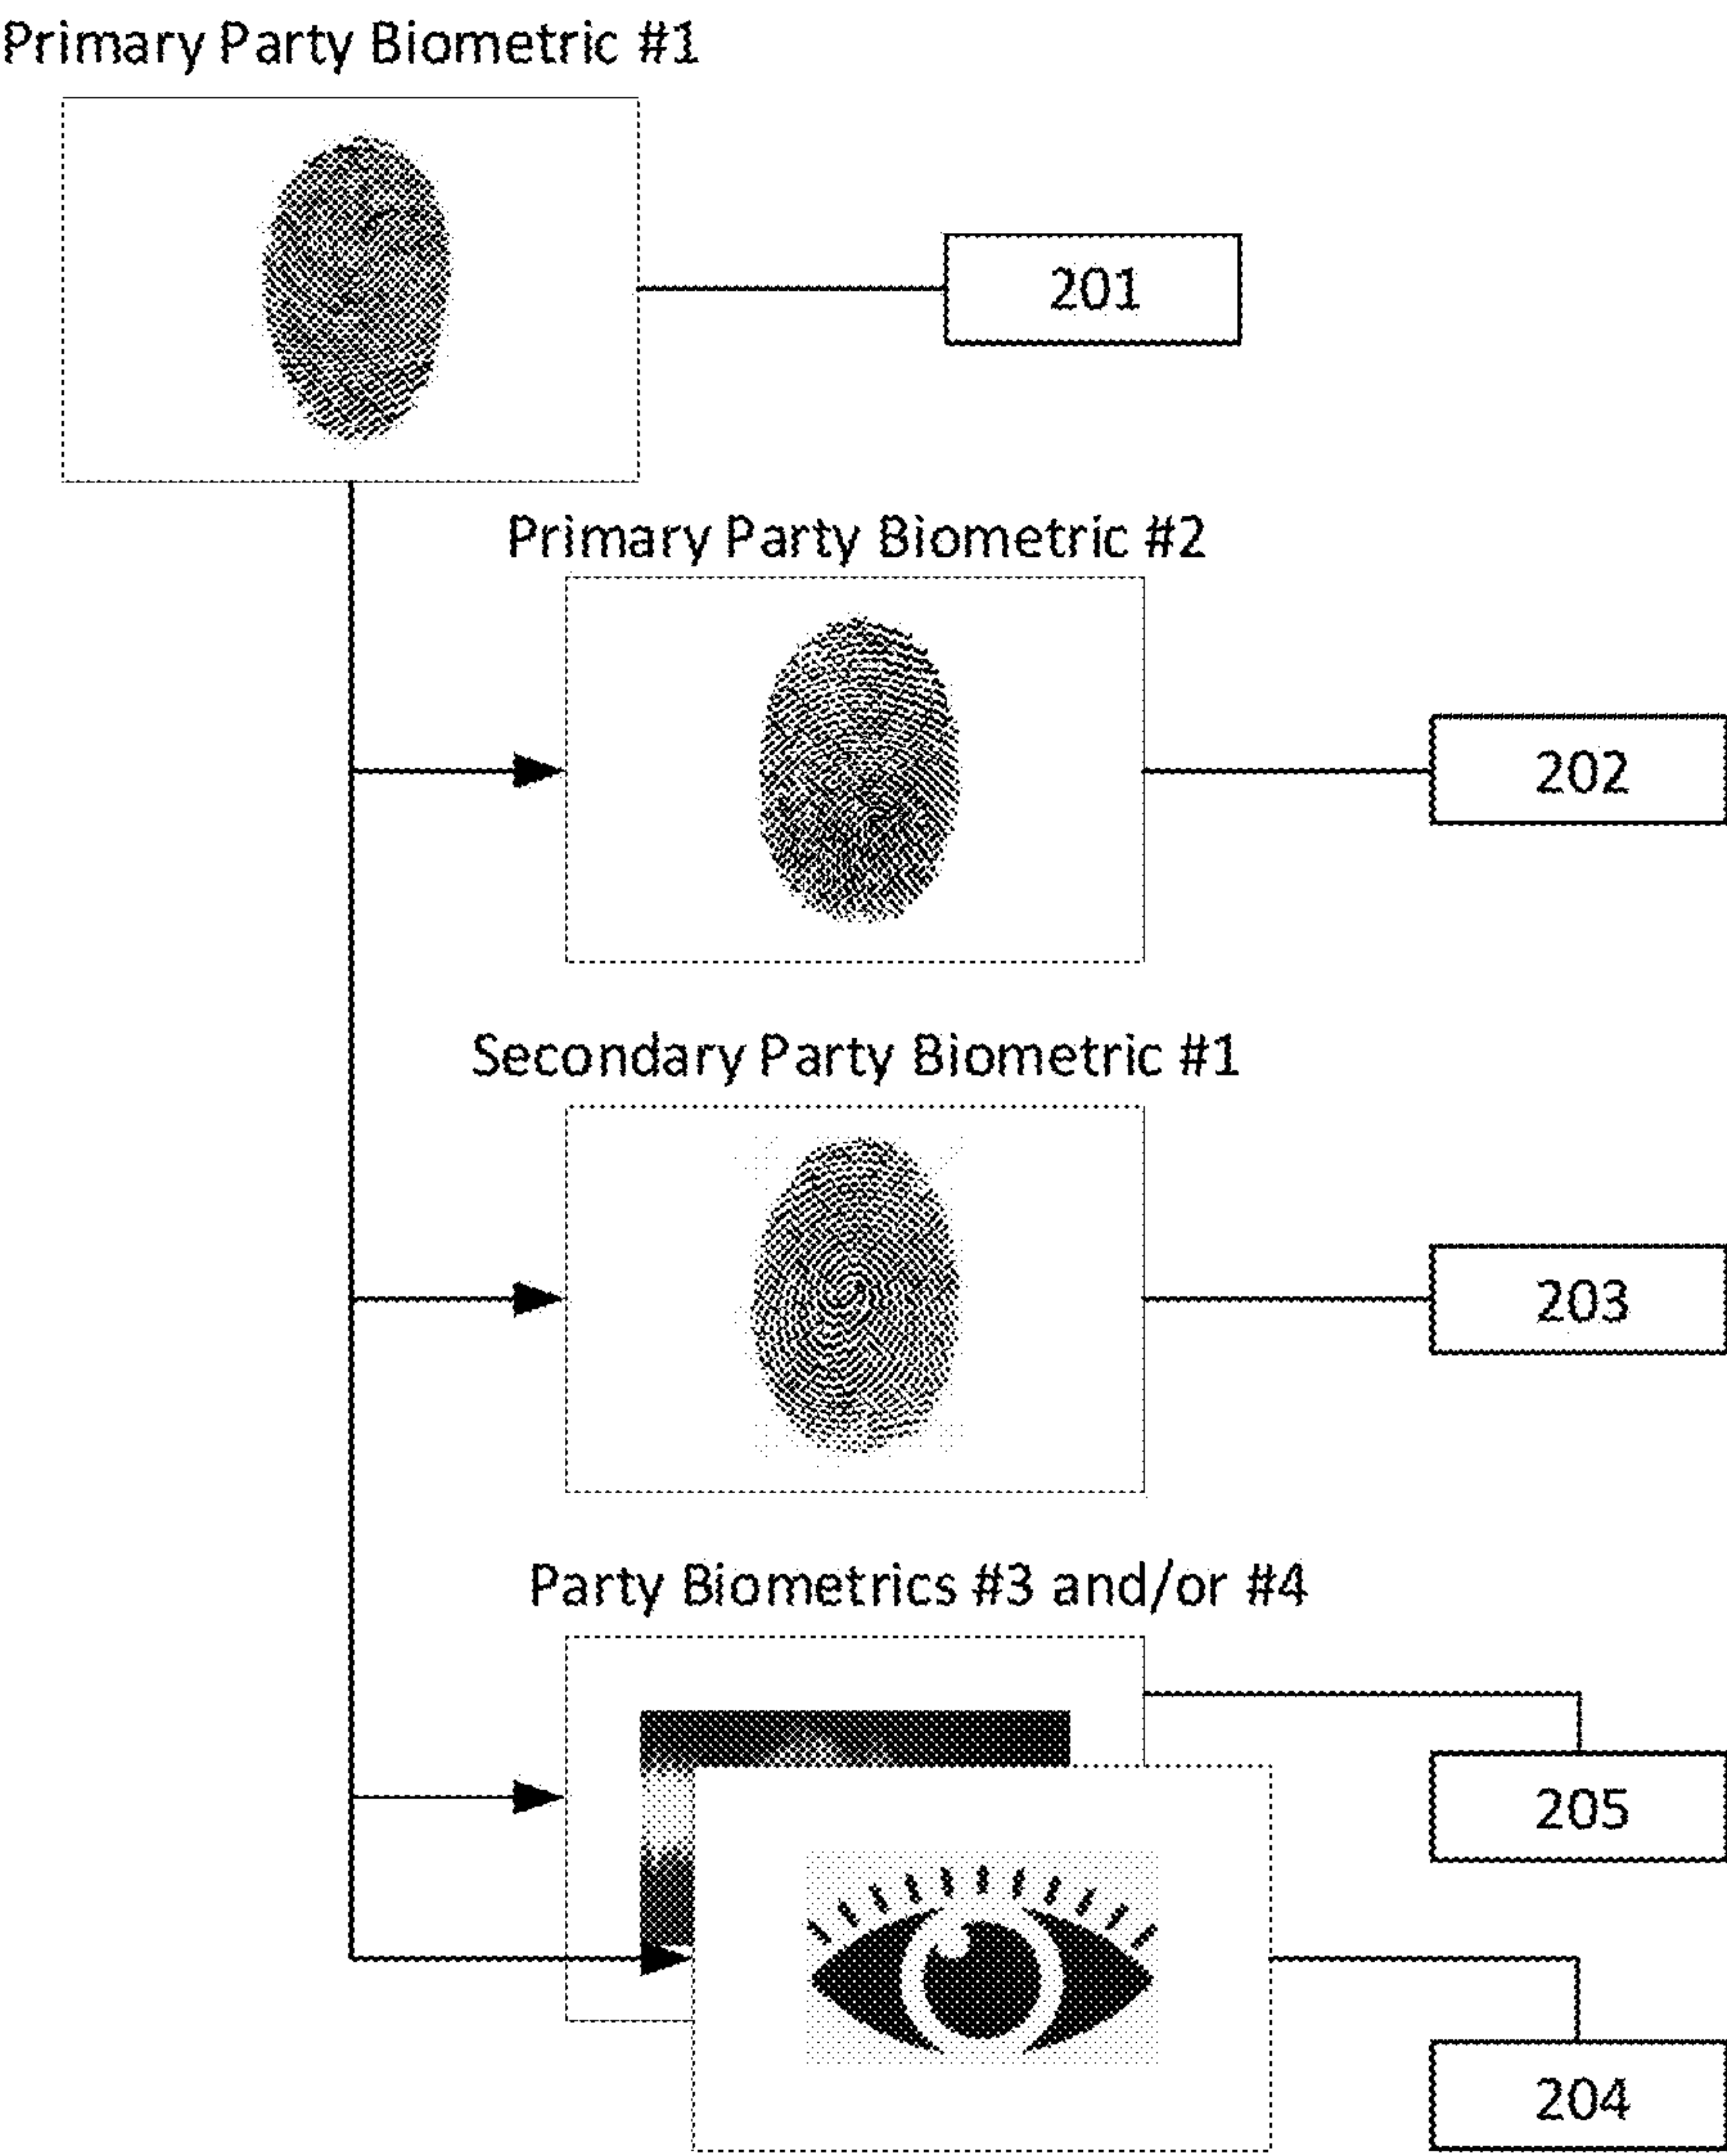 Primary Party Biometric #1
201
Primary Party Biometric #2
202
Secondary Party Biometric #1
203
Party Biometrics #3 and/or #4
205
204